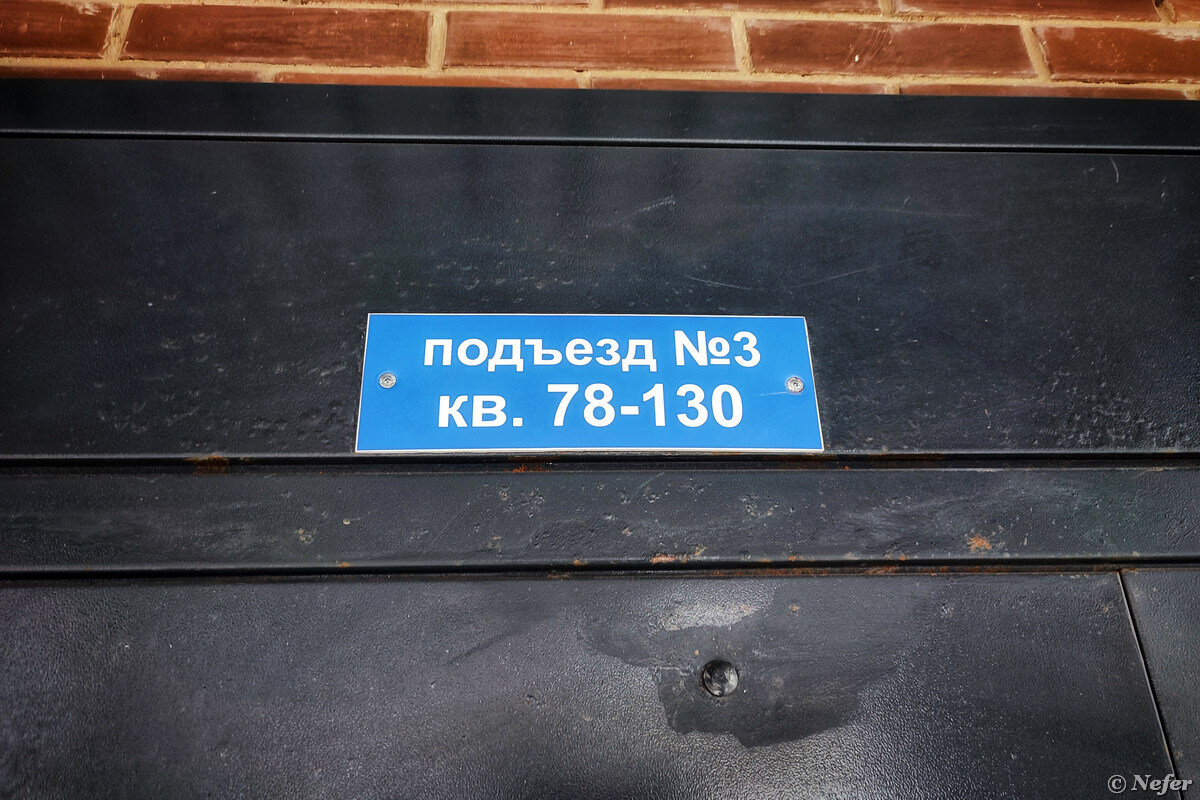 подъезд №3
кв. 78-130
© Nefer